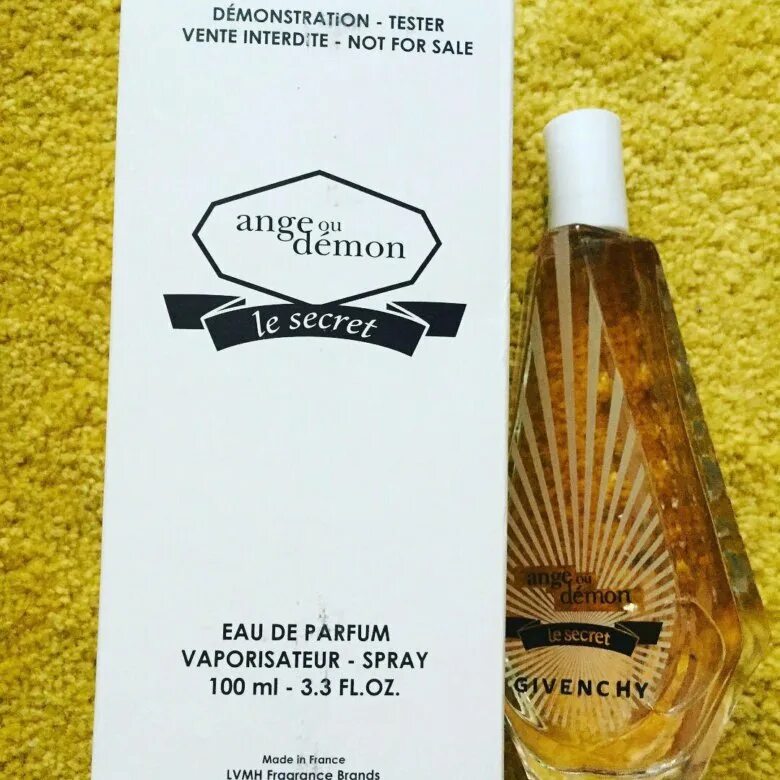 DÉMONSTRATiON - TESTER
VENTE INTERDITE - NOT FOR SALE
ange ou
démon
le secret
EAU DE PARFUM
VAPORISATEUR - SPRAY
100 ml - 3.3 FL.OZ.
Made in France
LVMH Fragrance Brands
ange ou
démon
le secret
GIVENCHY